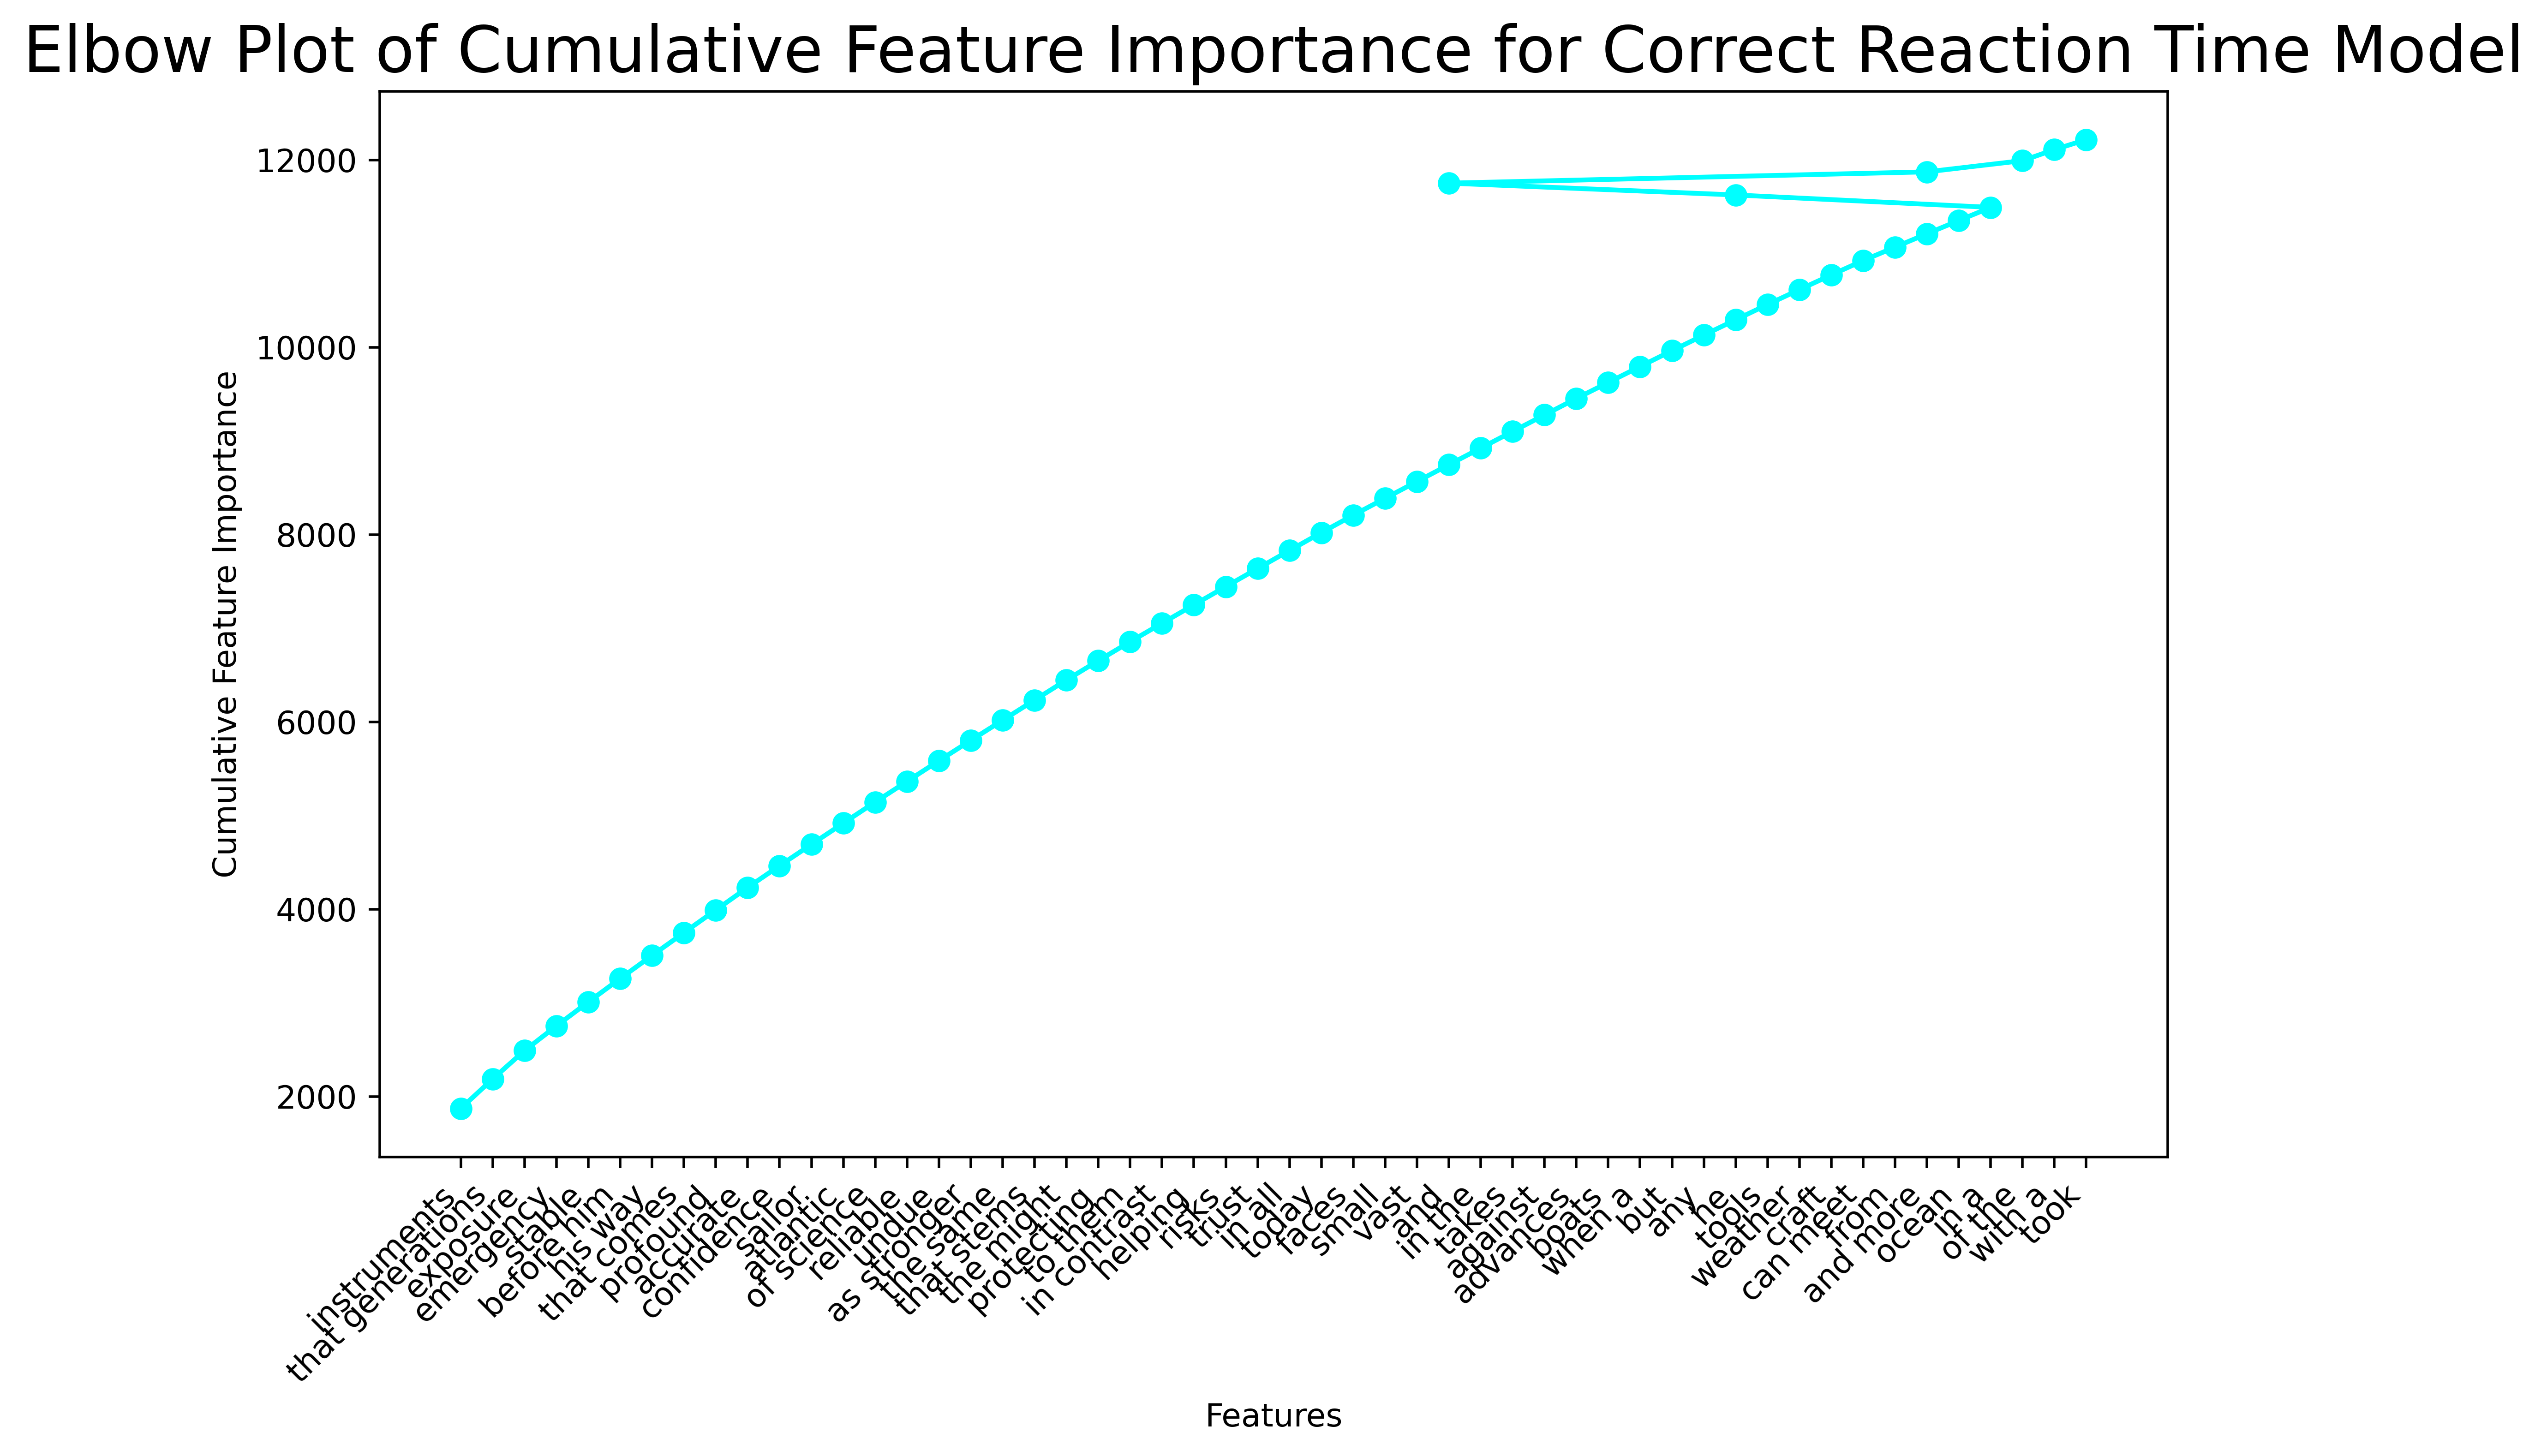 Elbow Plot of Cumulative Feature Importance for Correct Reaction Time Model
Cumulative Feature Importance
12000
10000
8000
6000
4000
2000
instruments
that generations
exposure
emergency
unstable
before him
his way
that comes
profound
accurate
confidence
sailor
atlantic
of science
reliable
undue
as stronger
the same
that stems
the might
protecting
to them
in contrast
helping
risks
trust
in all
today
faces
small
vast
and
in the
takes
against
advances
boats
when a
but
any
he
tools
weather
craft
can meet
from
and more
ocean
in a
of the
with a
took
Features